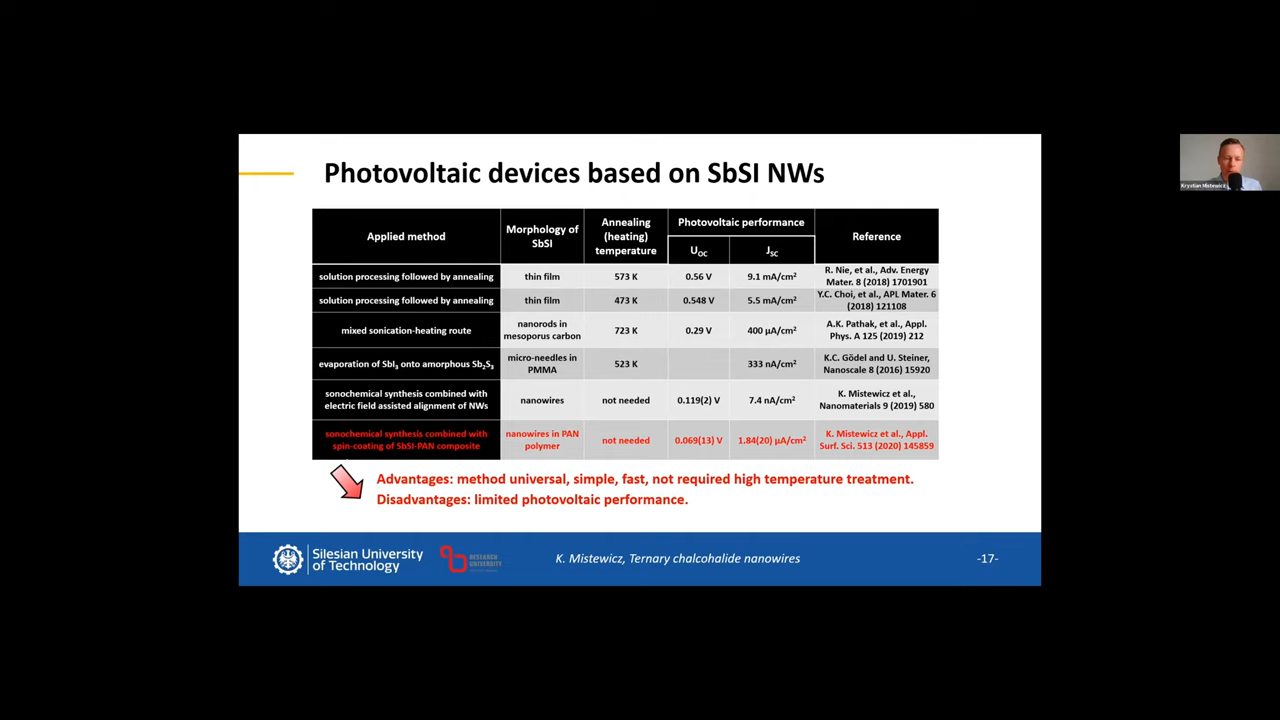 Photovoltaic devices based on SbSI NWs
Applied method
Morphology of
SbSI
Annealing
(heating)
temperature
Photovoltaic performance
U_OC
J_SC
Reference
solution processing followed by annealing
thin film
573 K
0.56 V
9.1 mA/cm²
R. Nie, et al., Adv. Energy
Mater. 8 (2018) 1701901
solution processing followed by annealing
thin film
473 K
0.548 V
5.5 mA/cm²
Y.C. Choi, et al., APL Mater. 6
(2018) 121108
mixed sonication-heating route
nanorods in
mesoporus carbon
723 K
0.29 V
400 μA/cm²
A.K. Pathak, et al., Appl.
Phys. A 125 (2019) 212
evaporation of SbI₃ onto amorphous Sb₂S₃
micro-needles in
PMMA
523 K
333 nA/cm²
K.C. Gödel and U. Steiner,
Nanoscale 8 (2016) 15920
sonochemical synthesis combined with
electric field assisted alignment of NWs
nanowires
not needed
0.119(2) V
7.4 nA/cm²
K. Mistewicz et al.,
Nanomaterials 9 (2019) 580
sonochemical synthesis combined with
spin-coating of SbSI-PAN composite
nanowires in PAN
polymer
not needed
0.069(13) V
1.84(20) μA/cm²
K. Mistewicz et al., Appl.
Surf. Sci. 513 (2020) 145859
Advantages: method universal, simple, fast, not required high temperature treatment.
Disadvantages: limited photovoltaic performance.
Silesian University
of Technology
RESEARCH
UNIVERSITY
K. Mistewicz, Ternary chalcohalide nanowires
-17-
Krystian Mistewicz